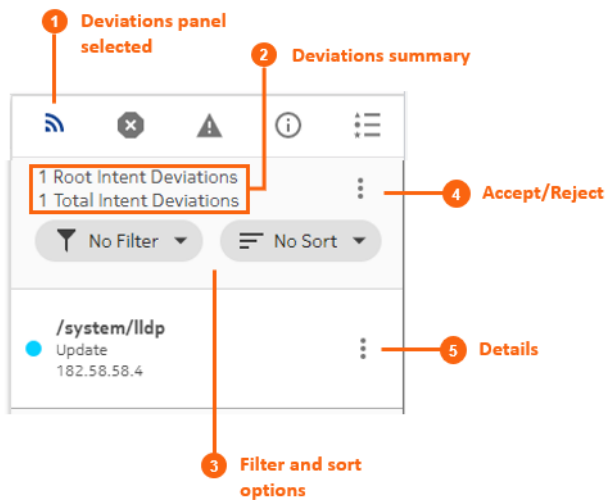 1 Deviations panel
selected
2 Deviations summary
1 Root Intent Deviations
1 Total Intent Deviations
4 Accept/Reject
No Filter
No Sort
/system/lldp
Update
182.58.58.4
5 Details
3 Filter and sort
options